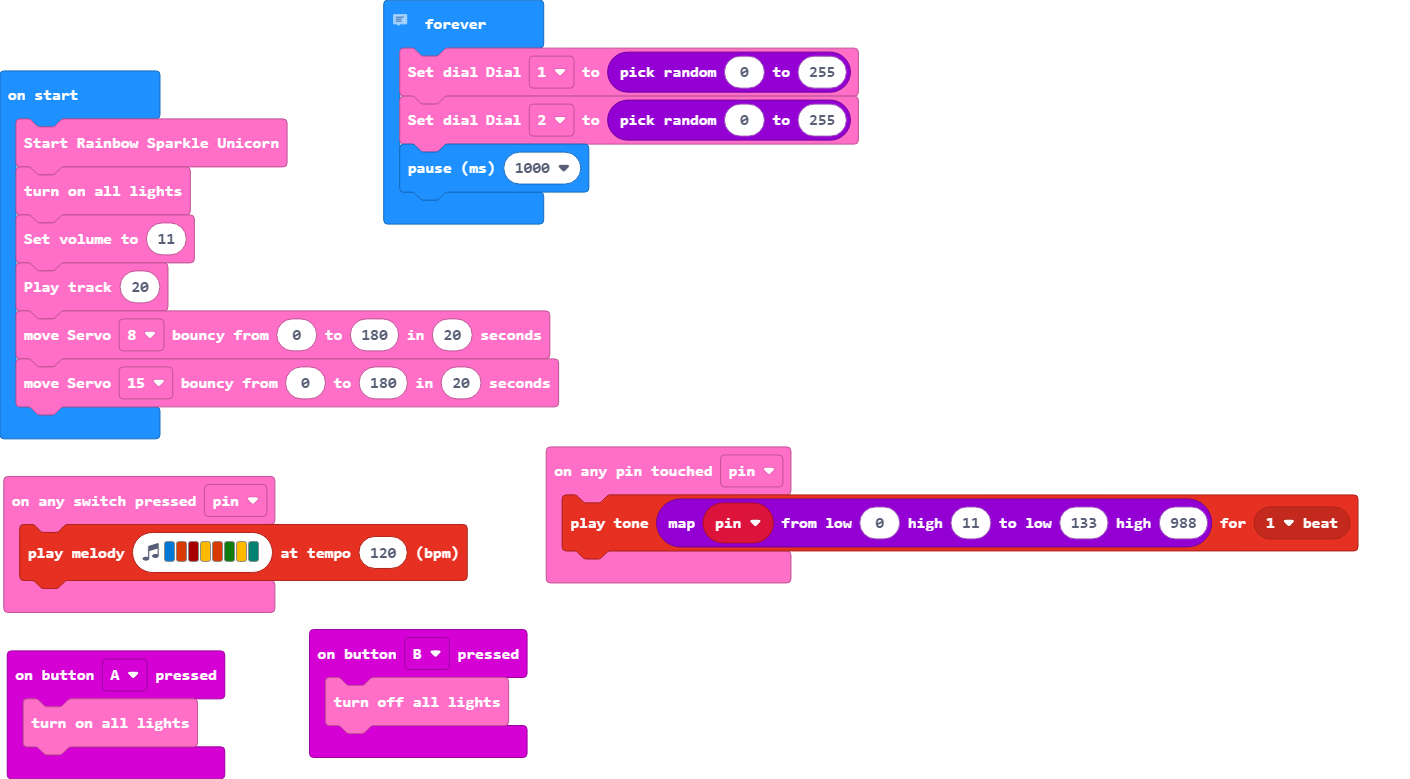 forever
Set dial Dial 1 to pick random 0 to 255
Set dial Dial 2 to pick random 0 to 255
pause (ms) 1000
on start
Start Rainbow Sparkle Unicorn
turn on all lights
Set volume to 11
Play track 20
move Servo 8 bouncy from 0 to 180 in 20 seconds
move Servo 15 bouncy from 0 to 180 in 20 seconds
on any switch pressed pin
play melody at tempo 120 (bpm)
on any pin touched pin
play tone map pin from low 0 high 11 to low 133 high 988 for 1 beat
on button A pressed
turn on all lights
on button B pressed
turn off all lights